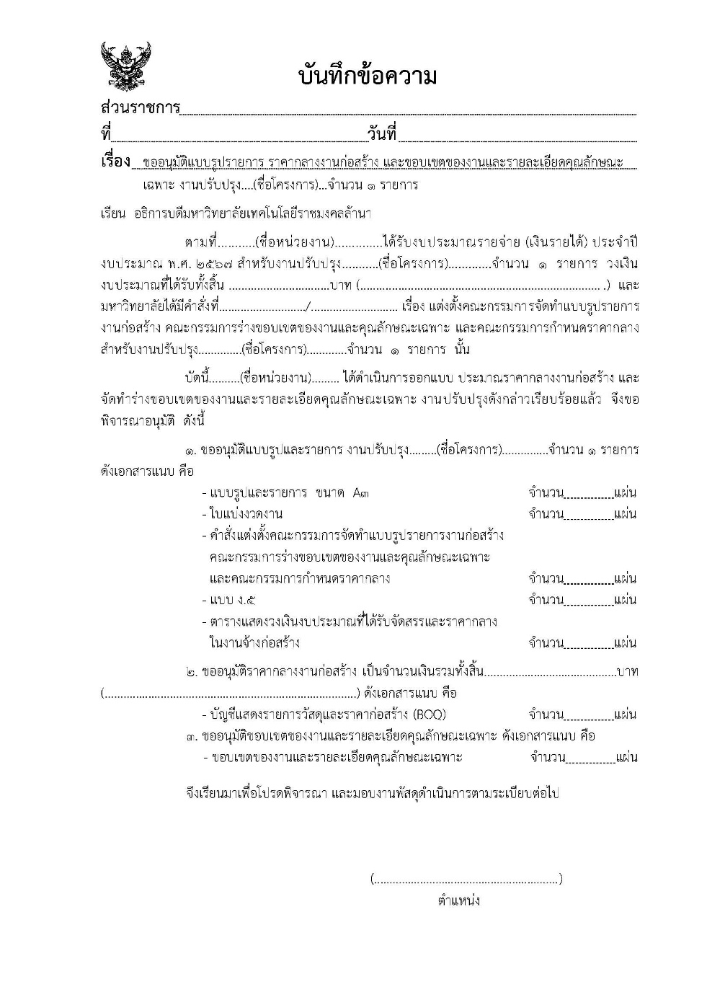 บันทึกข้อความ
ส่วนราชการ
ที่ วันที่
เรื่อง ขออนุมัติแบบรูปรายการ ราคากลางงานก่อสร้าง และขอบเขตของงานและรายละเอียดคุณลักษณะ
เฉพาะ งานปรับปรุง....(ชื่อโครงการ)...จำนวน ๑ รายการ
เรียน อธิการบดีมหาวิทยาลัยเทคโนโลยีราชมงคลล้านนา
ตามที่...........(ชื่อหน่วยงาน)..............ได้รับงบประมาณรายจ่าย (เงินรายได้) ประจำปี
งบประมาณ พ.ศ. ๒๕๖๗ สำหรับงานปรับปรุง...........(ชื่อโครงการ).............จำนวน ๑ รายการ วงเงิน
งบประมาณที่ได้รับทั้งสิ้น ..............................บาท (.......................................................................... .) และ
มหาวิทยาลัยได้มีคำสั่งที่.........................../........................... เรื่อง แต่งตั้งคณะกรรมการจัดทำแบบรูปรายการ
งานก่อสร้าง คณะกรรมการร่างขอบเขตของงานและคุณลักษณะเฉพาะ และคณะกรรมการกำหนดราคากลาง
สำหรับงานปรับปรุง.............(ชื่อโครงการ)............จำนวน ๑ รายการ นั้น
บัดนี้..........(ชื่อหน่วยงาน)......... ได้ดำเนินการออกแบบ ประมาณราคากลางงานก่อสร้าง และ
จัดทำร่างขอบเขตของงานและรายละเอียดคุณลักษณะเฉพาะ งานปรับปรุงดังกล่าวเรียบร้อยแล้ว จึงขอ
พิจารณาอนุมัติ ดังนี้
๑. ขออนุมัติแบบรูปและรายการ งานปรับปรุง.........(ชื่อโครงการ)...............จำนวน ๑ รายการ
ดังเอกสารแนบ คือ
- แบบรูปและรายการ ขนาด A๓ จำนวน..............แผ่น
- ใบแบ่งงวดงาน จำนวน..............แผ่น
- คำสั่งแต่งตั้งคณะกรรมการจัดทำแบบรูปรายการงานก่อสร้าง
คณะกรรมการร่างขอบเขตของงานและคุณลักษณะเฉพาะ
และคณะกรรมการกำหนดราคากลาง จำนวน..............แผ่น
- แบบ ง.๕ จำนวน..............แผ่น
- ตารางแสดงวงเงินงบประมาณที่ได้รับจัดสรรและราคากลาง
ในงานจ้างก่อสร้าง จำนวน..............แผ่น
๒. ขออนุมัติราคากลางงานก่อสร้าง เป็นจำนวนเงินรวมทั้งสิ้น..........................................บาท
(................................................................................) ดังเอกสารแนบ คือ
- บัญชีแสดงรายการวัสดุและราคาก่อสร้าง (BOQ) จำนวน..............แผ่น
๓. ขออนุมัติขอบเขตของงานและรายละเอียดคุณลักษณะเฉพาะ ดังเอกสารแนบ คือ
- ขอบเขตของงานและรายละเอียดคุณลักษณะเฉพาะ จำนวน..............แผ่น
จึงเรียนมาเพื่อโปรดพิจารณา และมอบงานพัสดุดำเนินการตามระเบียบต่อไป
(............................................................)
ตำแหน่ง